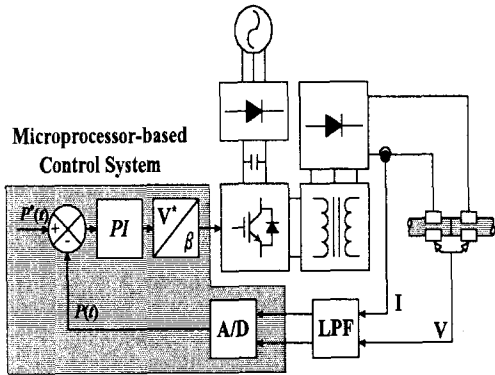 Microprocessor-based
Control System
P*(t)
+
-
PI
V*
β
P(t)
A/D
LPF
I
V